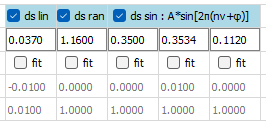 ds lin ds ran ds sin : A*sin[2n(nv+φ)]
0.0370 1.1600 0.3500 0.3534 0.1120
fit fit fit fit fit
-0.0100 0.0000 0.0000 0.0000 0.0000
0.0100 1.0000 1.0000 1.0000 1.0000